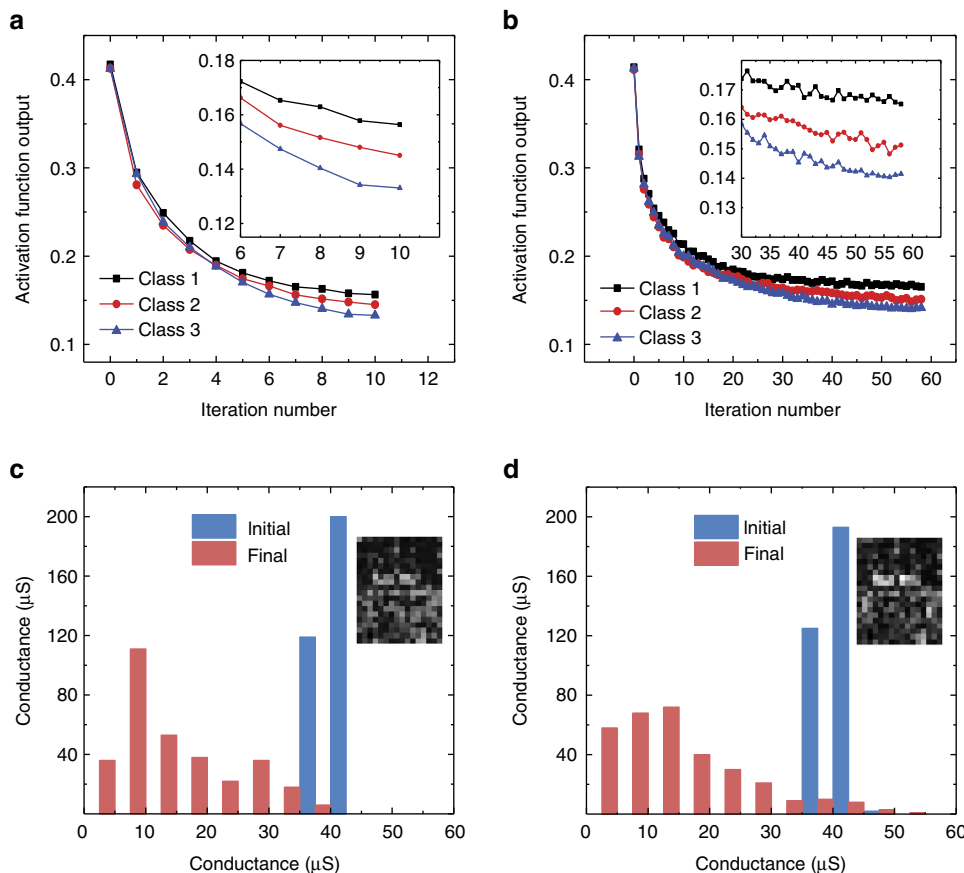 a
Activation function output
0.4
0.3
0.2
0.1
0 2 4 6 8 10 12
Iteration number
Class 1
Class 2
Class 3
0.18
0.16
0.14
0.12
6 7 8 9 10 11
b
Activation function output
0.4
0.3
0.2
0.1
0 10 20 30 40 50 60
Iteration number
Class 1
Class 2
Class 3
0.17
0.16
0.15
0.14
0.13
30 35 40 45 50 55 60
c
Conductance (μS)
200
160
120
80
40
0 10 20 30 40 50 60
Conductance (μS)
Initial
Final
d
Conductance (μS)
200
160
120
80
40
0 10 20 30 40 50 60
Conductance (μS)
Initial
Final